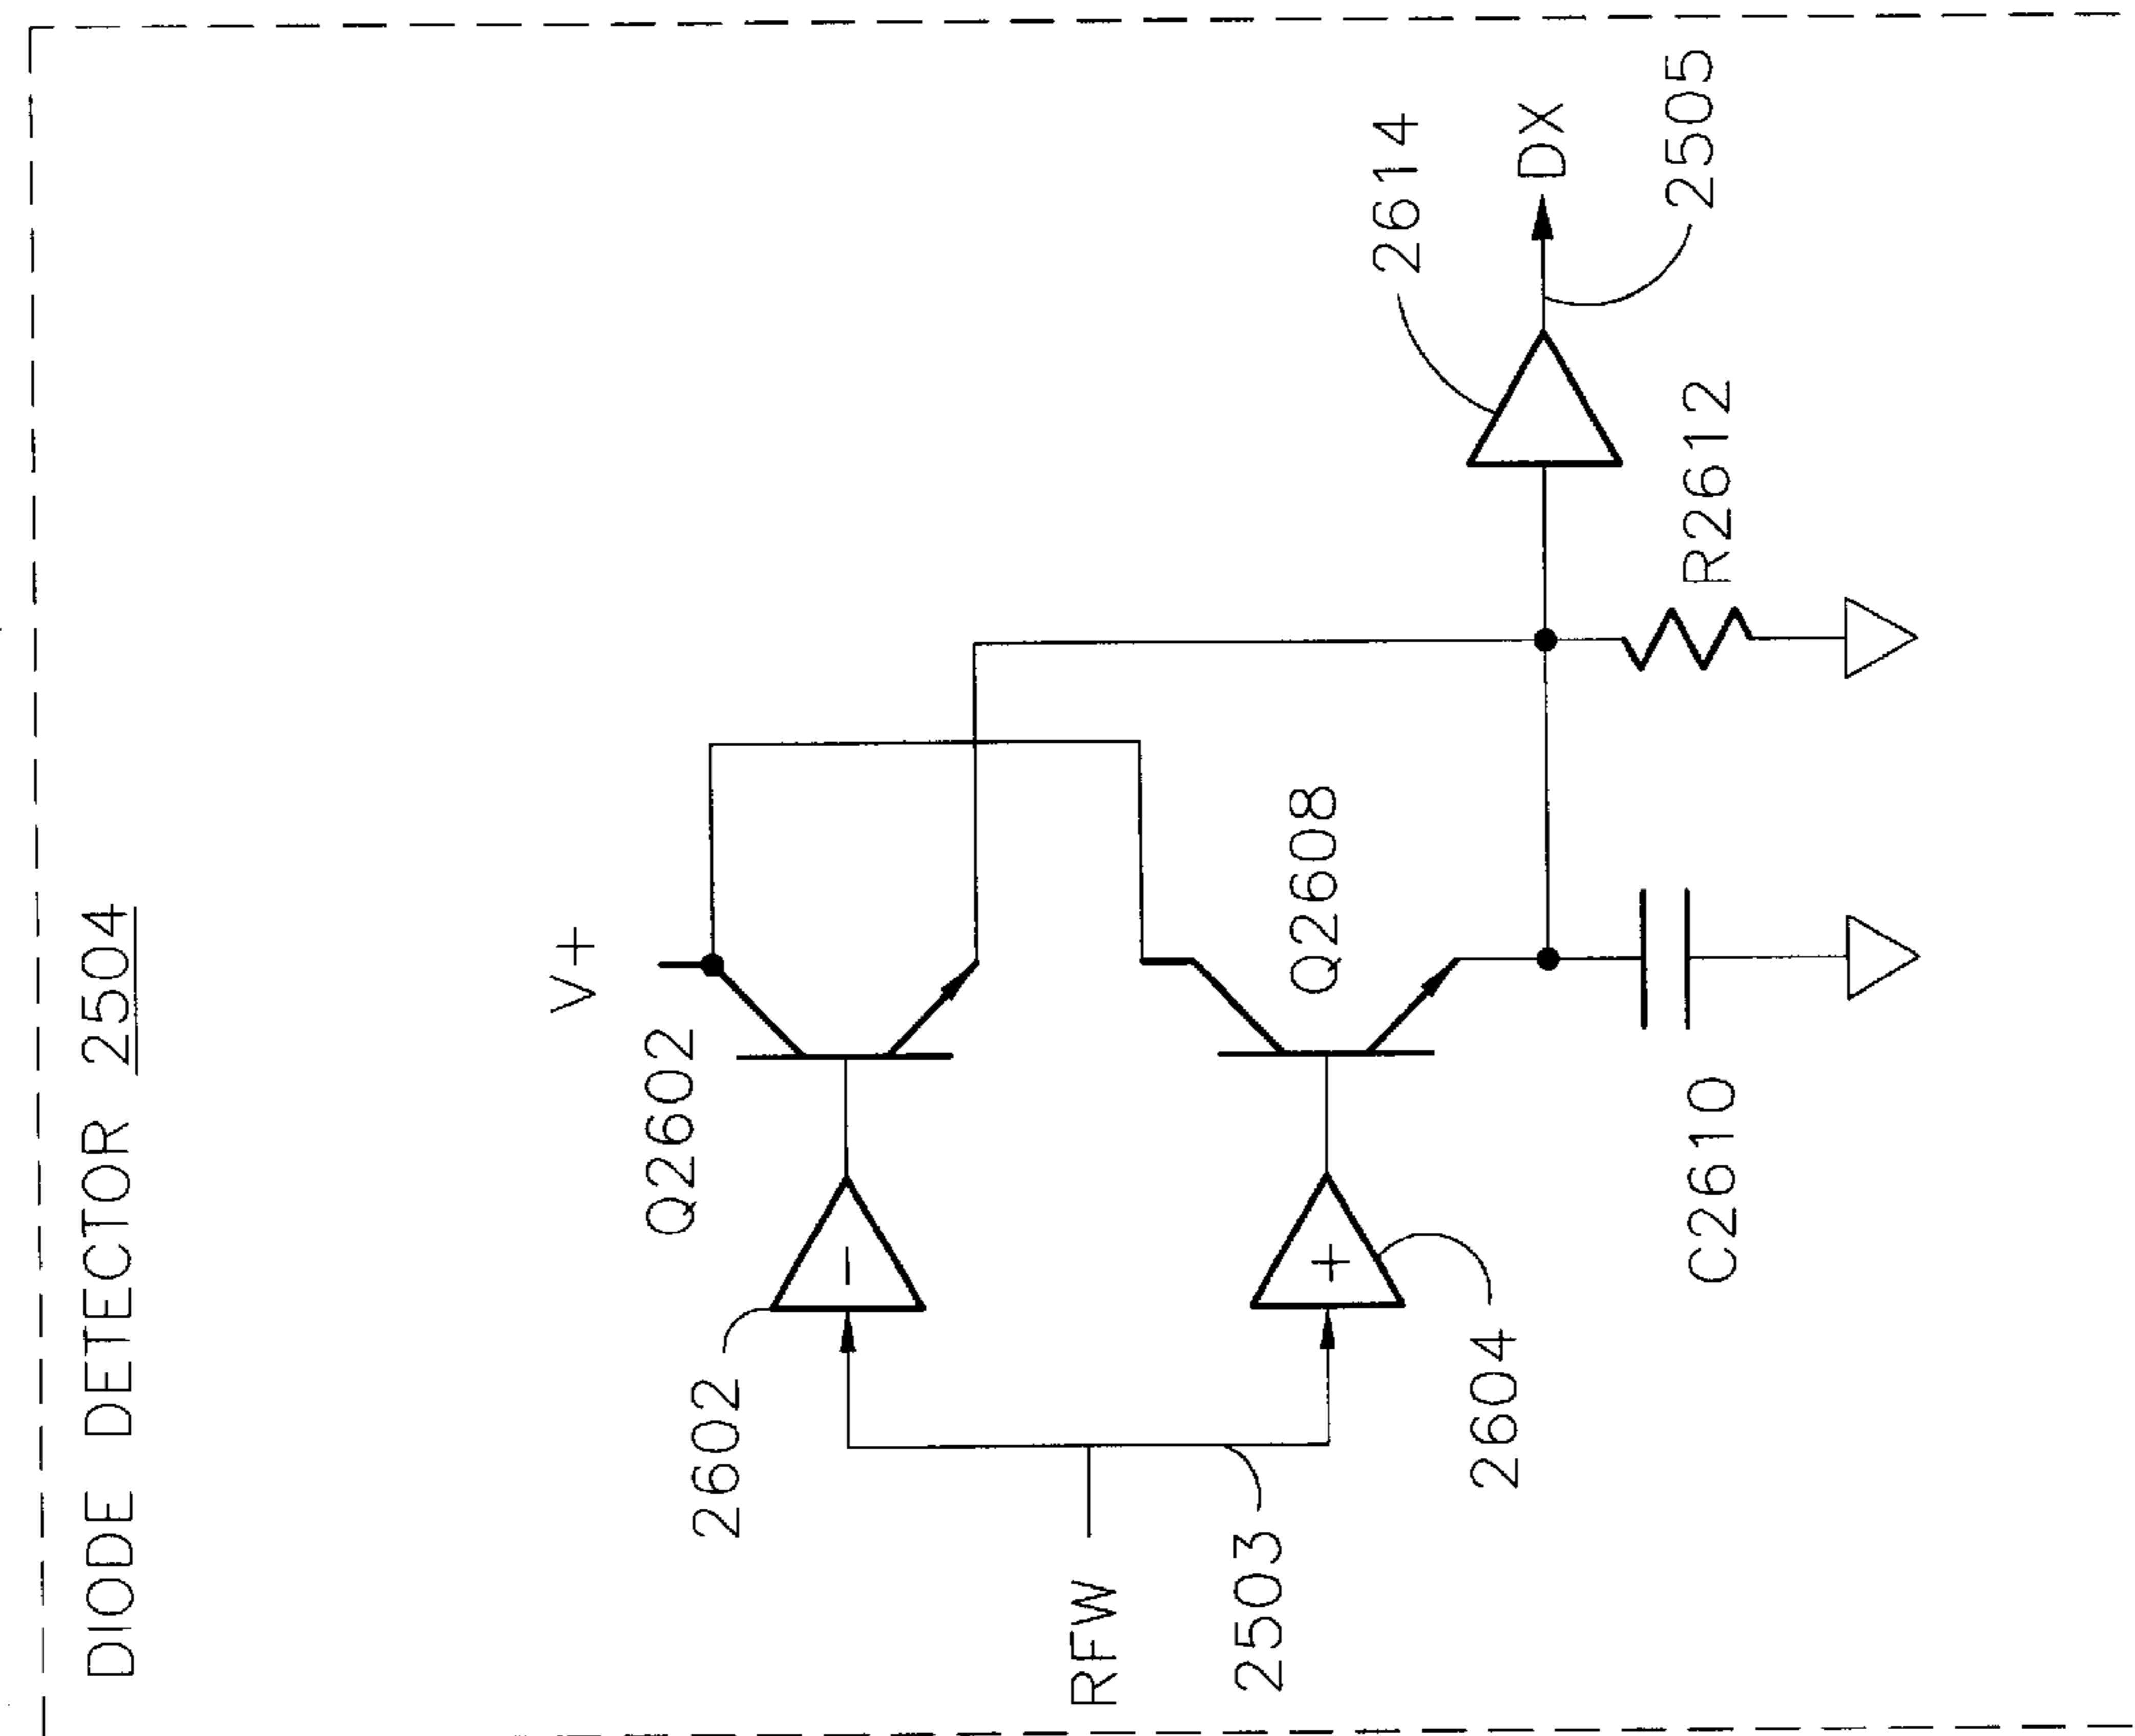 DIODE DETECTOR 2504
V+
Q2602
2602
−
RFW
2503
2604
+
Q2608
C2610
R2612
2614
DX
2505